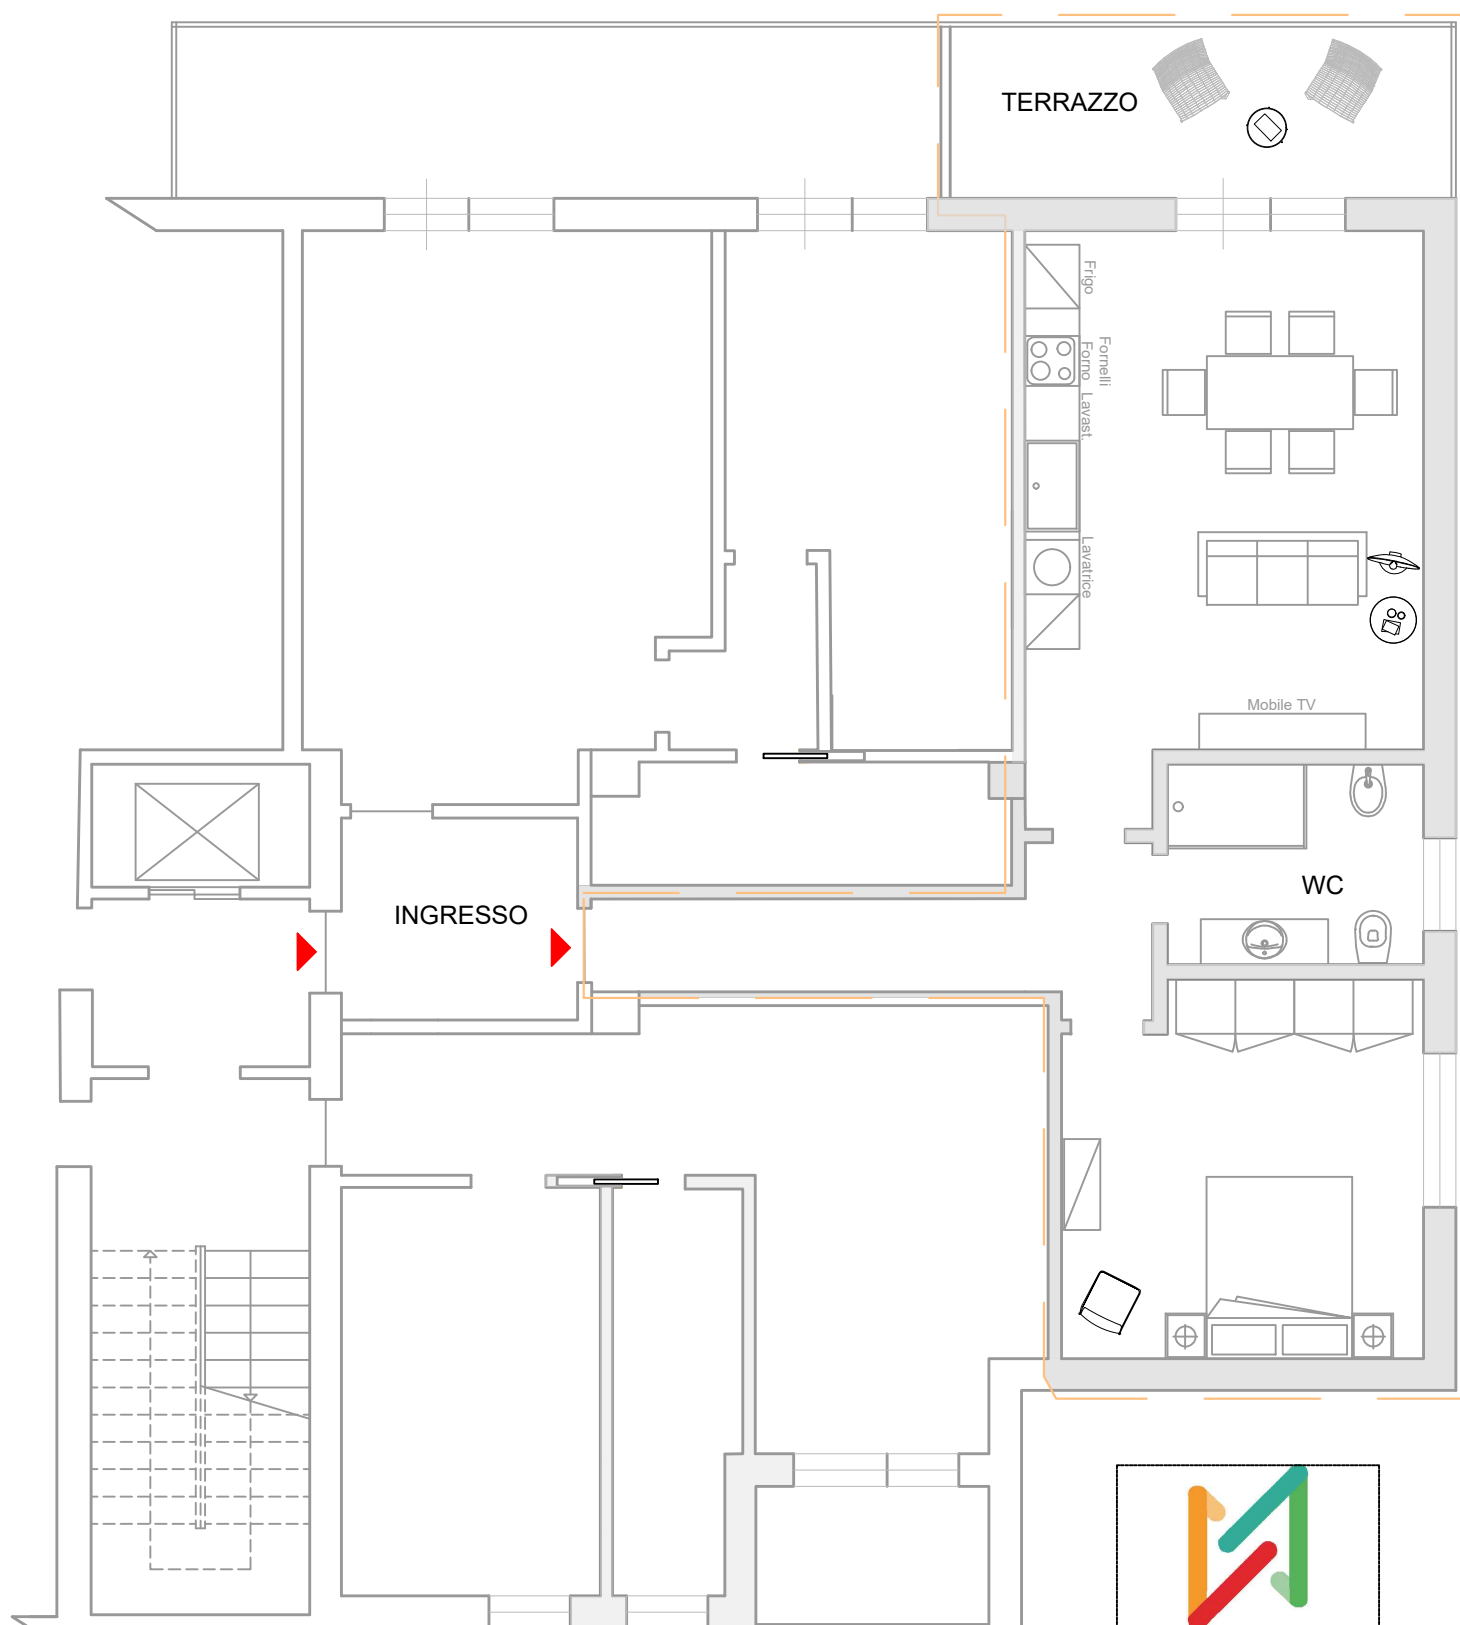 TERRAZZO
Frigo
Fornelli
Forno
Lavast.
Lavatrice
Mobile TV
WC
INGRESSO